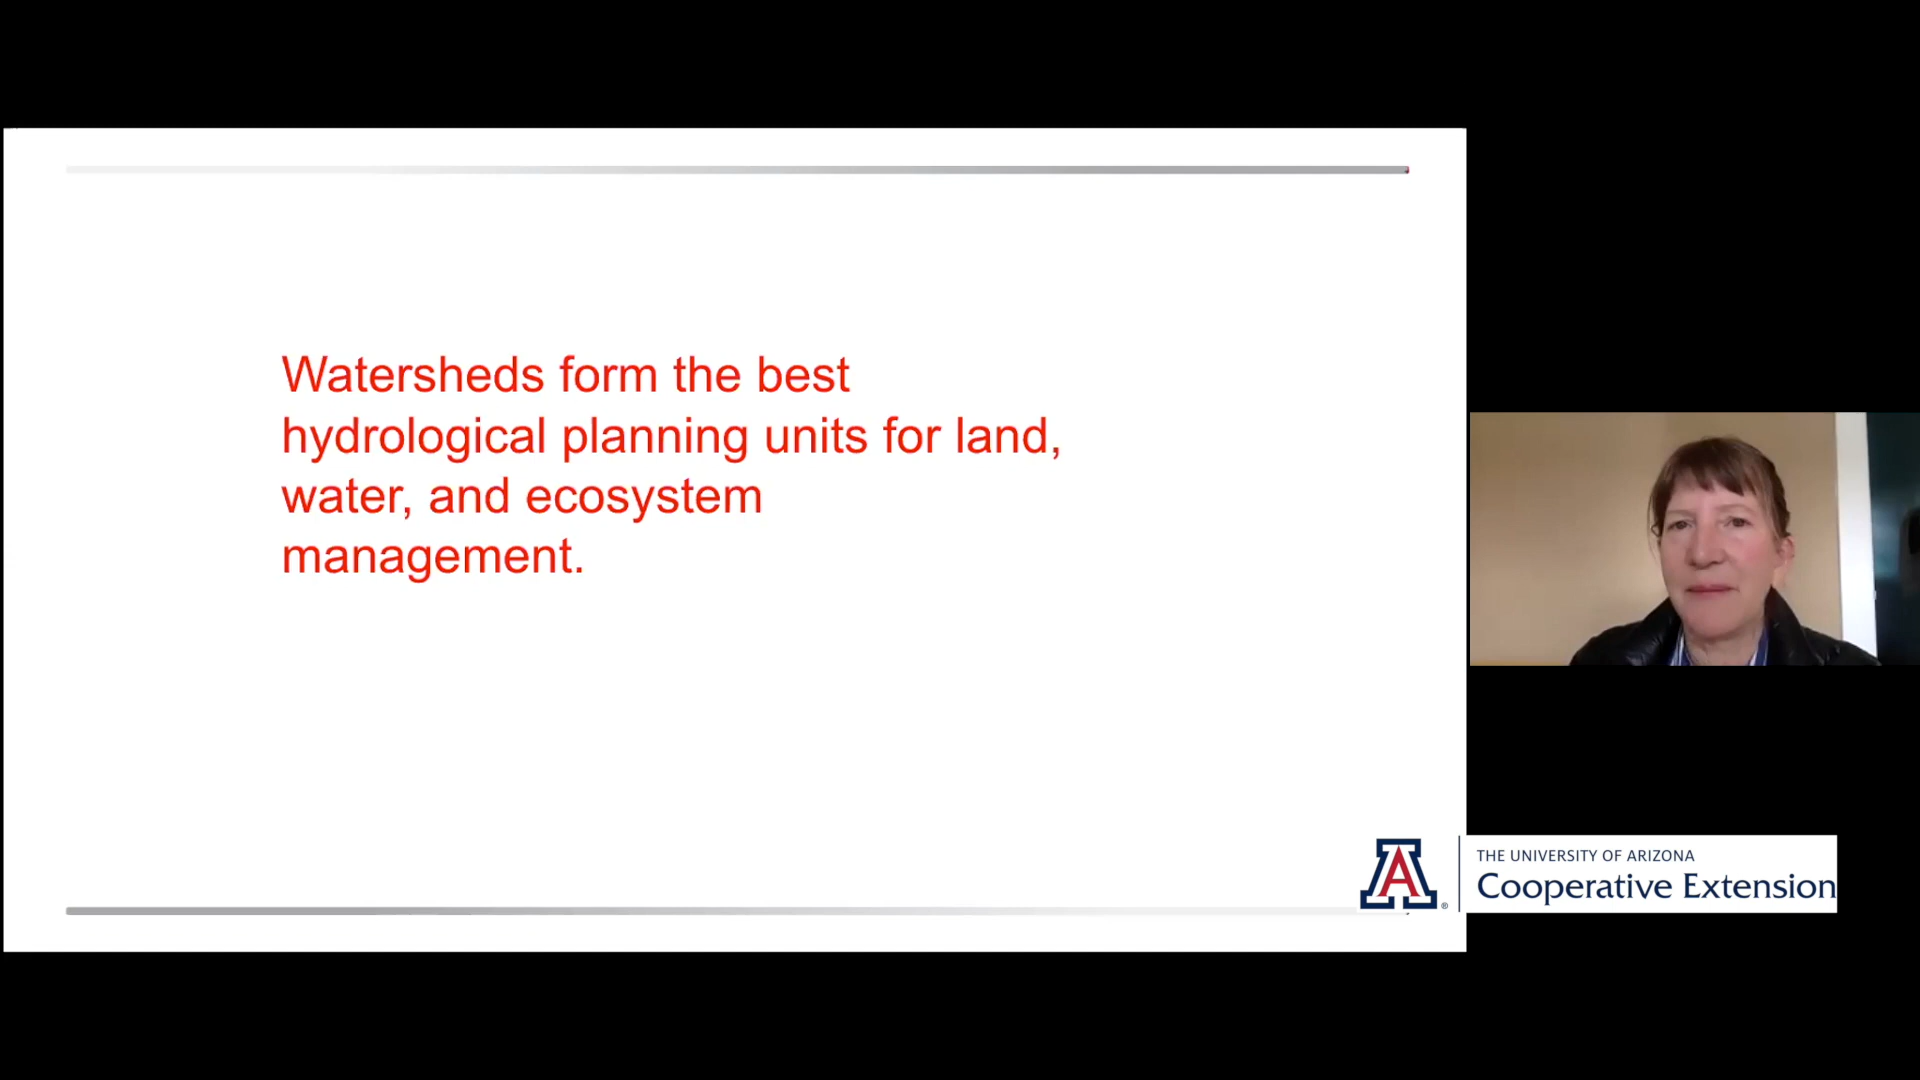 Watersheds form the best
hydrological planning units for land,
water, and ecosystem
management.
A ®
THE UNIVERSITY OF ARIZONA
Cooperative Extension